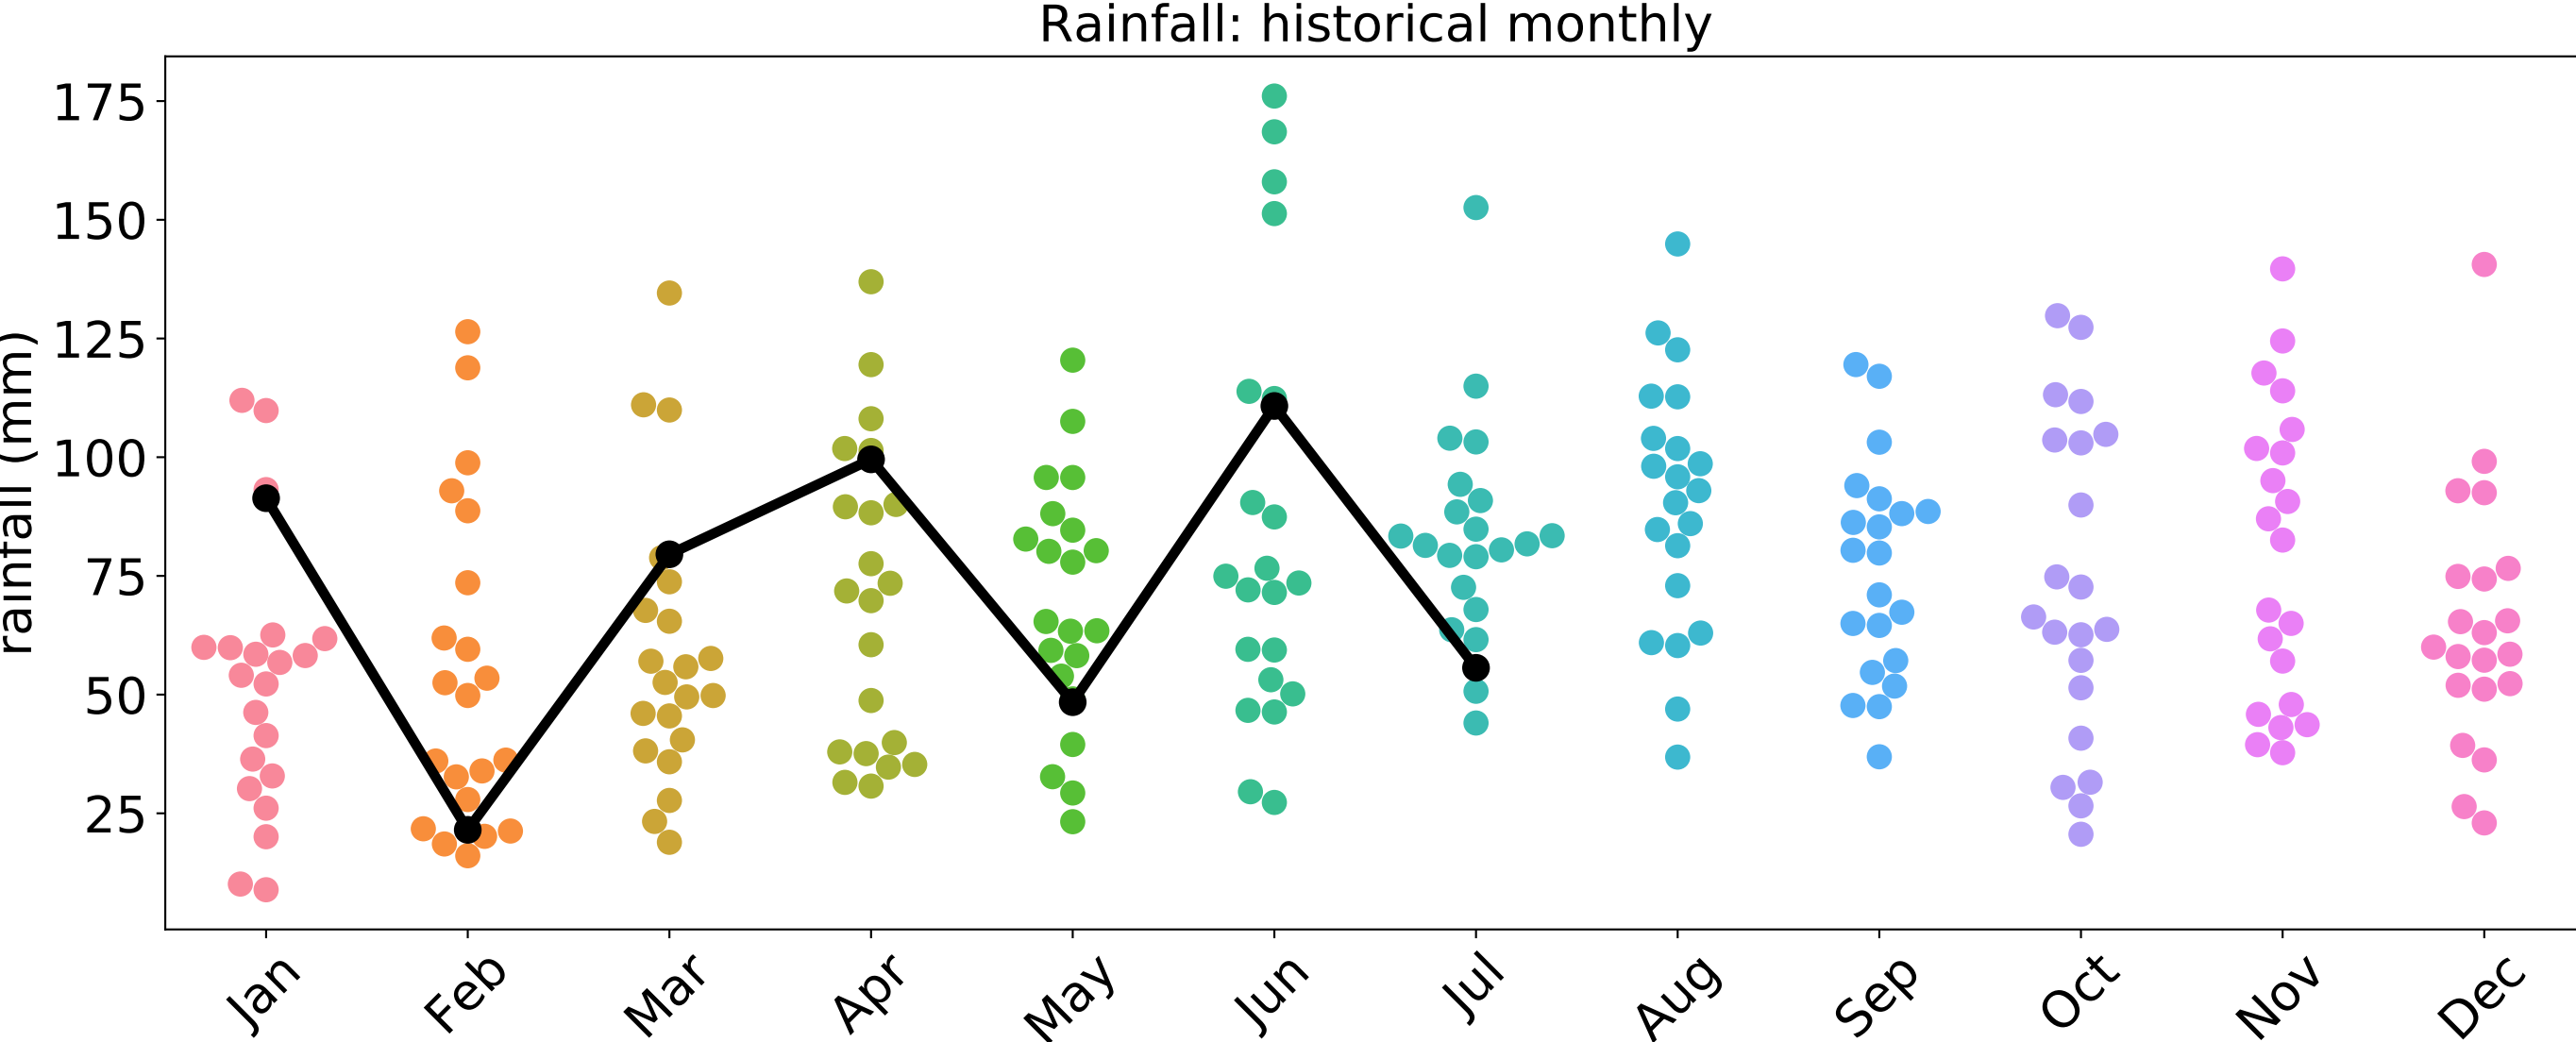 Rainfall: historical monthly
rainfall (mm)
175
150
125
100
75
50
25
Jan
Feb
Mar
Apr
May
Jun
Jul
Aug
Sep
Oct
Nov
Dec